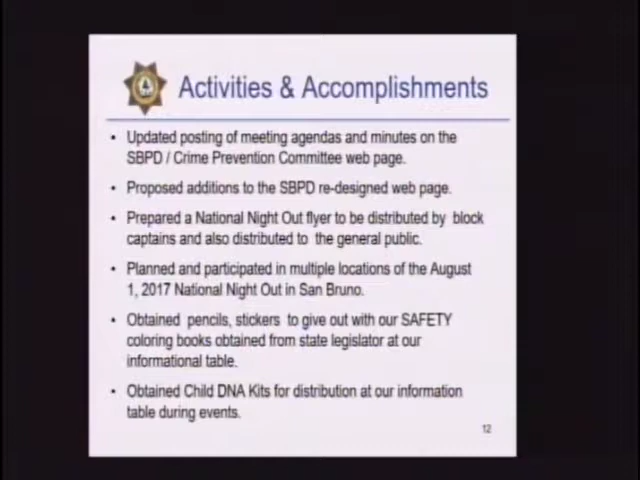 Activities & Accomplishments
• Updated posting of meeting agendas and minutes on the
SBPD / Crime Prevention Committee web page.
• Proposed additions to the SBPD re-designed web page.
• Prepared a National Night Out flyer to be distributed by block
captains and also distributed to the general public.
• Planned and participated in multiple locations of the August
1, 2017 National Night Out in San Bruno.
• Obtained pencils, stickers to give out with our SAFETY
coloring books obtained from state legislator at our
informational table.
• Obtained Child DNA Kits for distribution at our information
table during events.
12